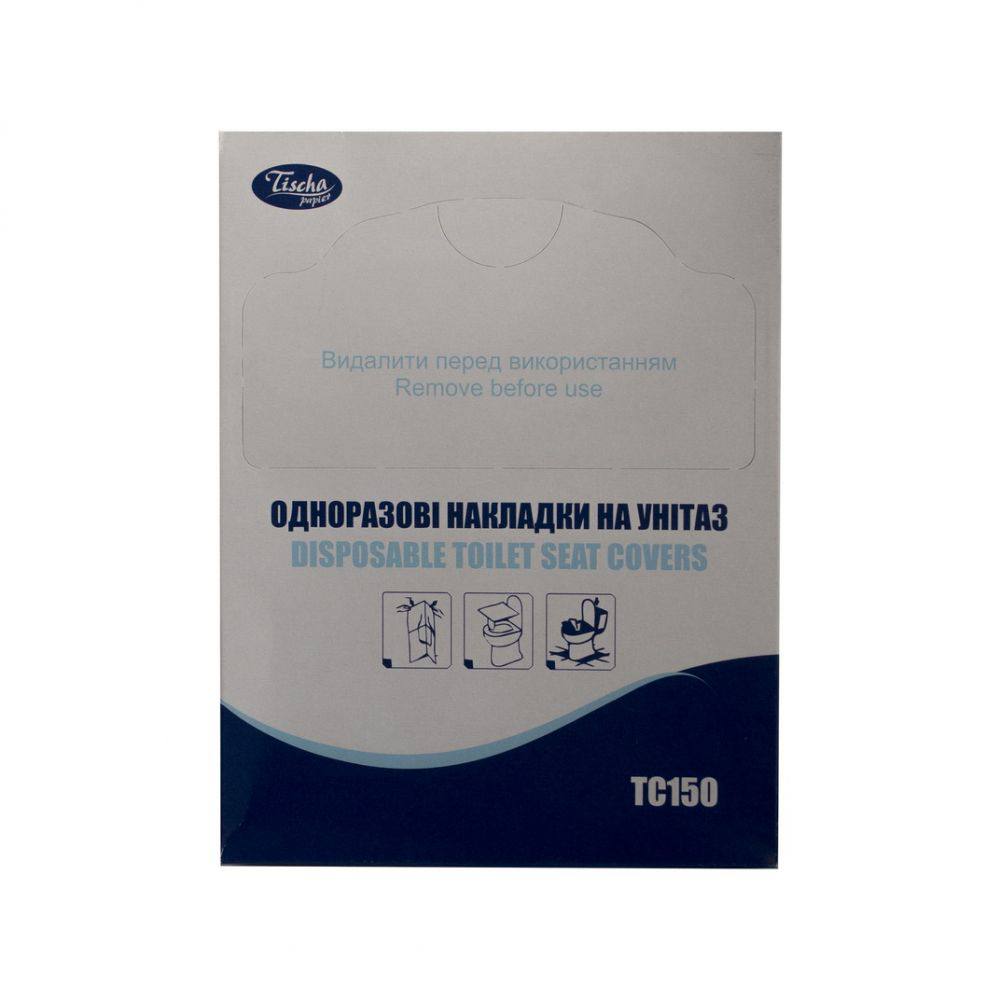 Tischa
papier
Видалити перед використанням
Remove before use
ОДНОРАЗОВІ НАКЛАДКИ НА УНІТАЗ
DISPOSABLE TOILET SEAT COVERS
TC150